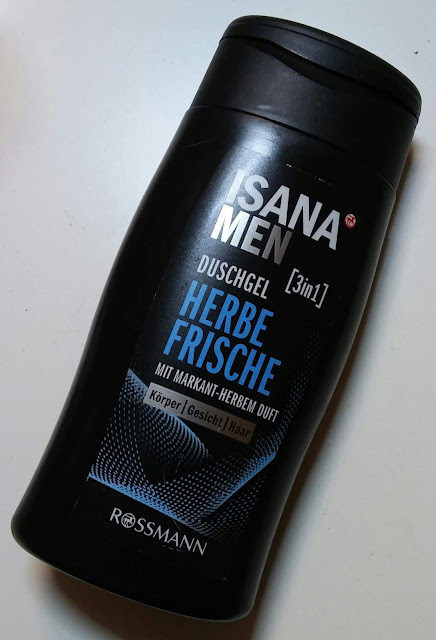 ISANA
MEN
DUSCHGEL [3in1]
HERBE
FRISCHE
MIT MARKANT-HERBEM DUFT
Körper|Gesicht|Haar
ROSSMANN